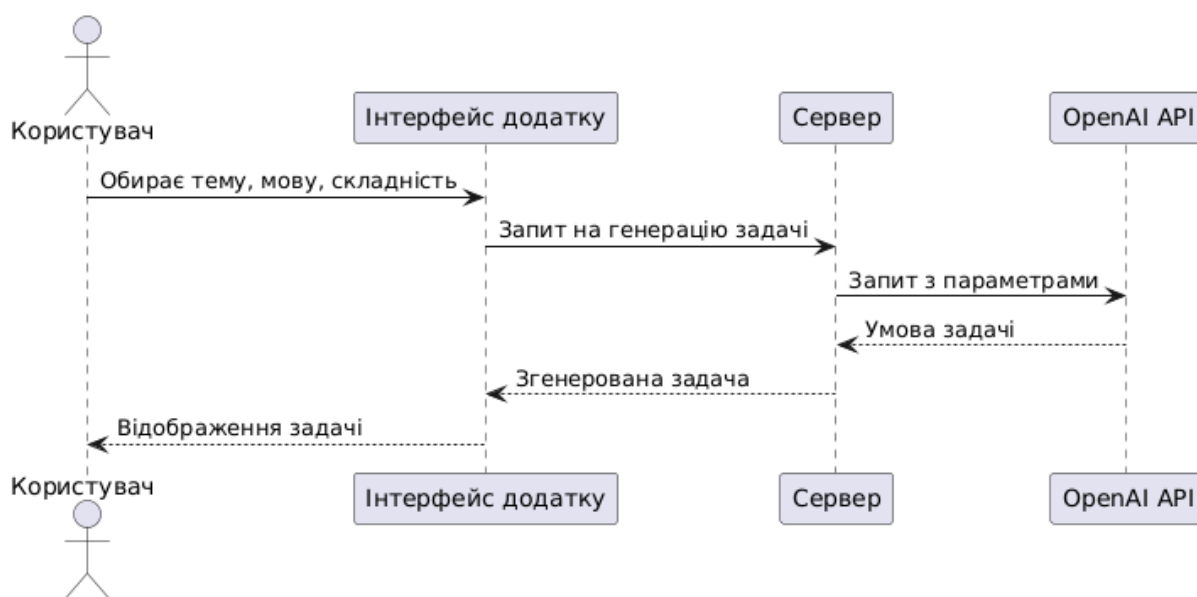 Користувач
Інтерфейс додатку
Сервер
OpenAI API
Обирає тему, мову, складність
Запит на генерацію задачі
Запит з параметрами
Умова задачі
Згенерована задача
Відображення задачі
Користувач
Інтерфейс додатку
Сервер
OpenAI API